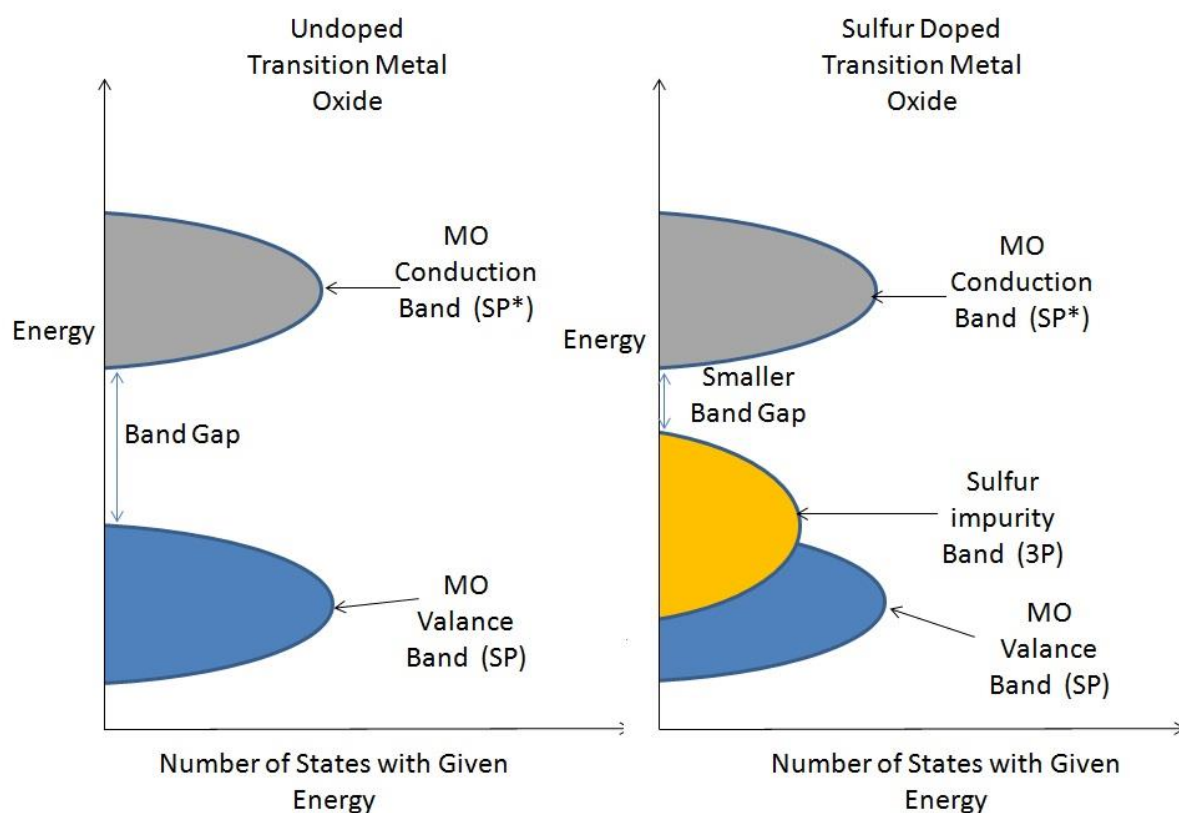 Undoped
Transition Metal
Oxide
MO
Conduction
Band (SP*)
Energy
Band Gap
MO
Valance
Band (SP)
Number of States with Given
Energy
Sulfur Doped
Transition Metal
Oxide
MO
Conduction
Band (SP*)
Energy
Smaller
Band Gap
Sulfur
impurity
Band (3P)
MO
Valance
Band (SP)
Number of States with Given
Energy